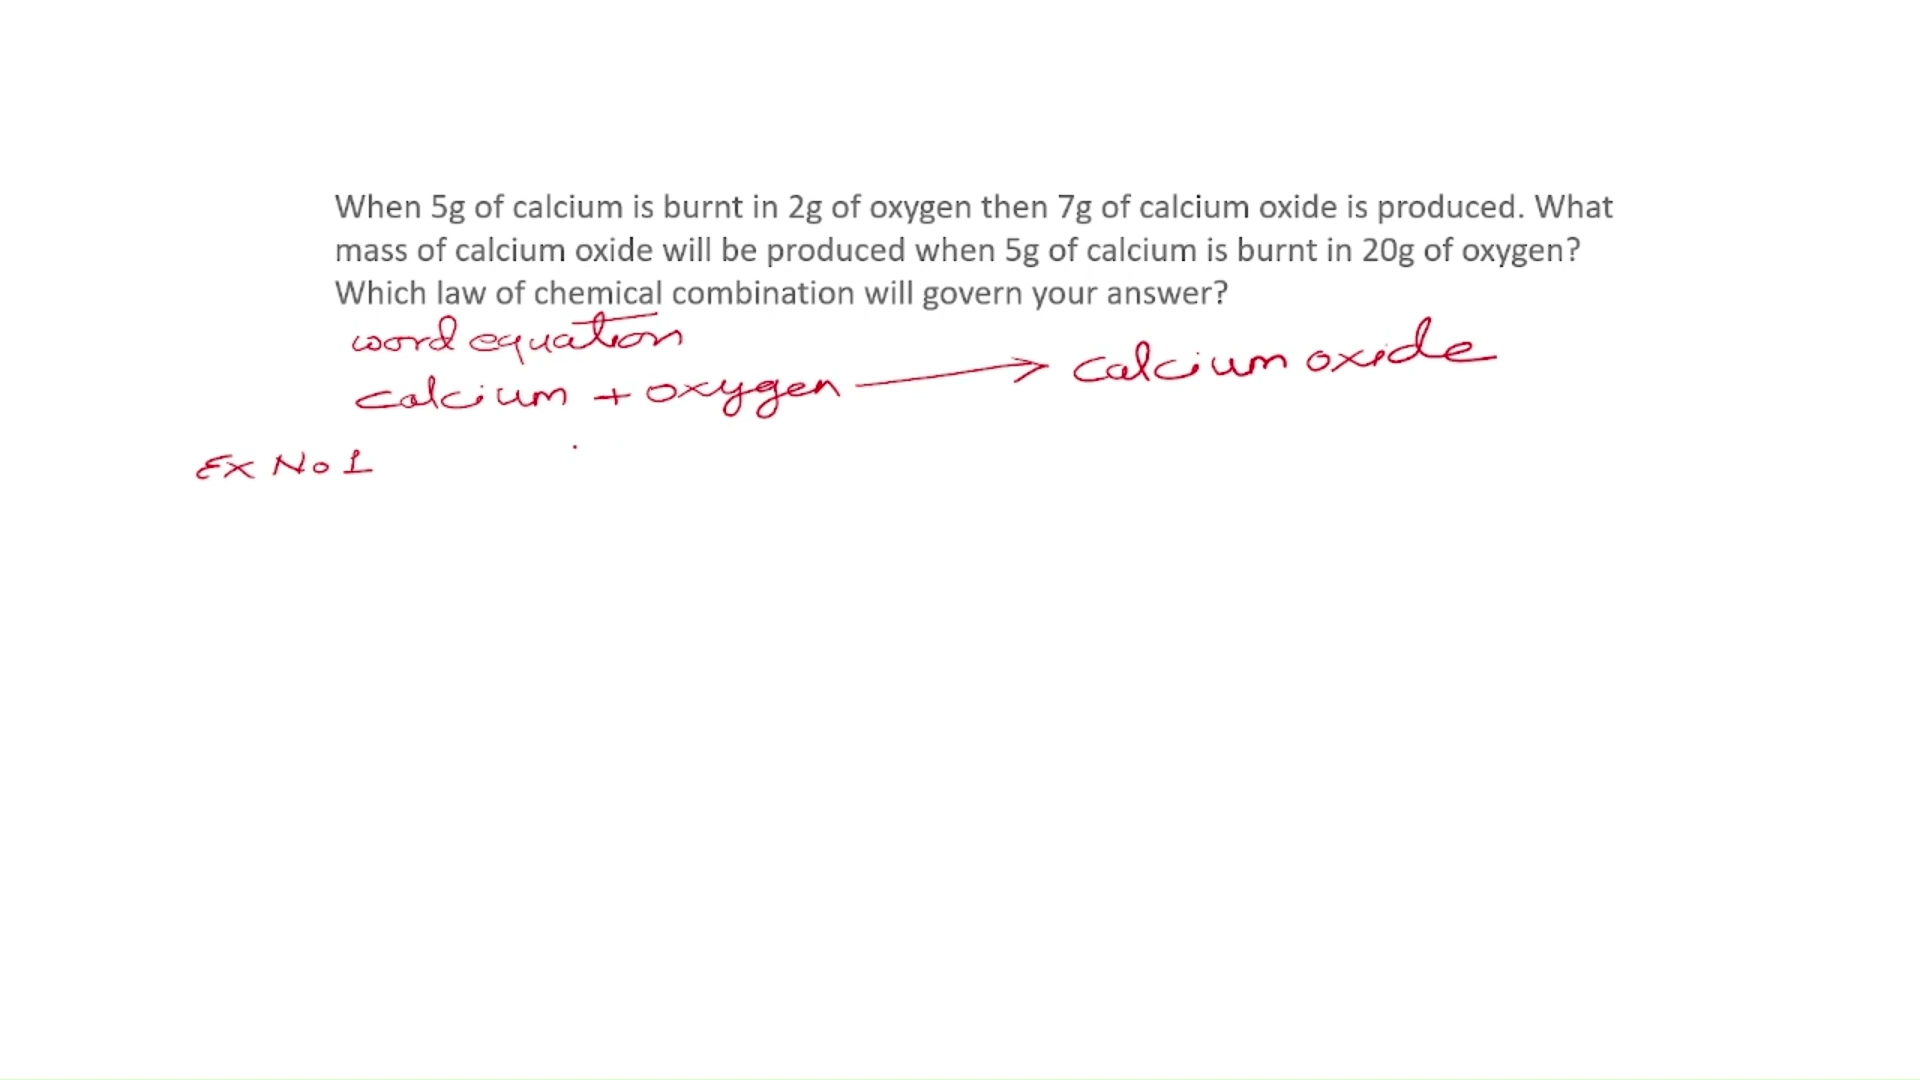 When 5g of calcium is burnt in 2g of oxygen then 7g of calcium oxide is produced. What
mass of calcium oxide will be produced when 5g of calcium is burnt in 20g of oxygen?
Which law of chemical combination will govern your answer?
word equation
calcium + oxygen → calcium oxide
Ex No 1